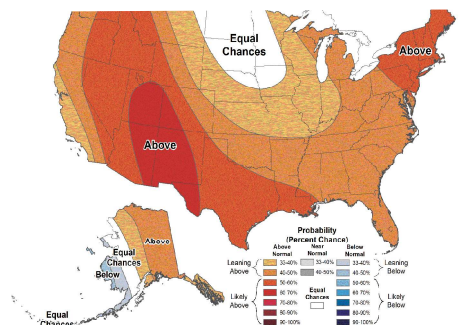 Equal
Chances
Above
Above
Above
Equal
Chances
Below
Equal
Chances
Probability
(Percent Chance)
Above
Normal
Near
Normal
Below
Normal
Leaning
Above
33-40%
33-40%
33-40%
Leaning
Below
40-50%
40-50%
40-50%
Likely
Above
50-60%
60-70%
70-80%
80-90%
90-100%
Equal
Chances
50-60%
60-70%
70-80%
80-90%
90-100%
Likely
Below